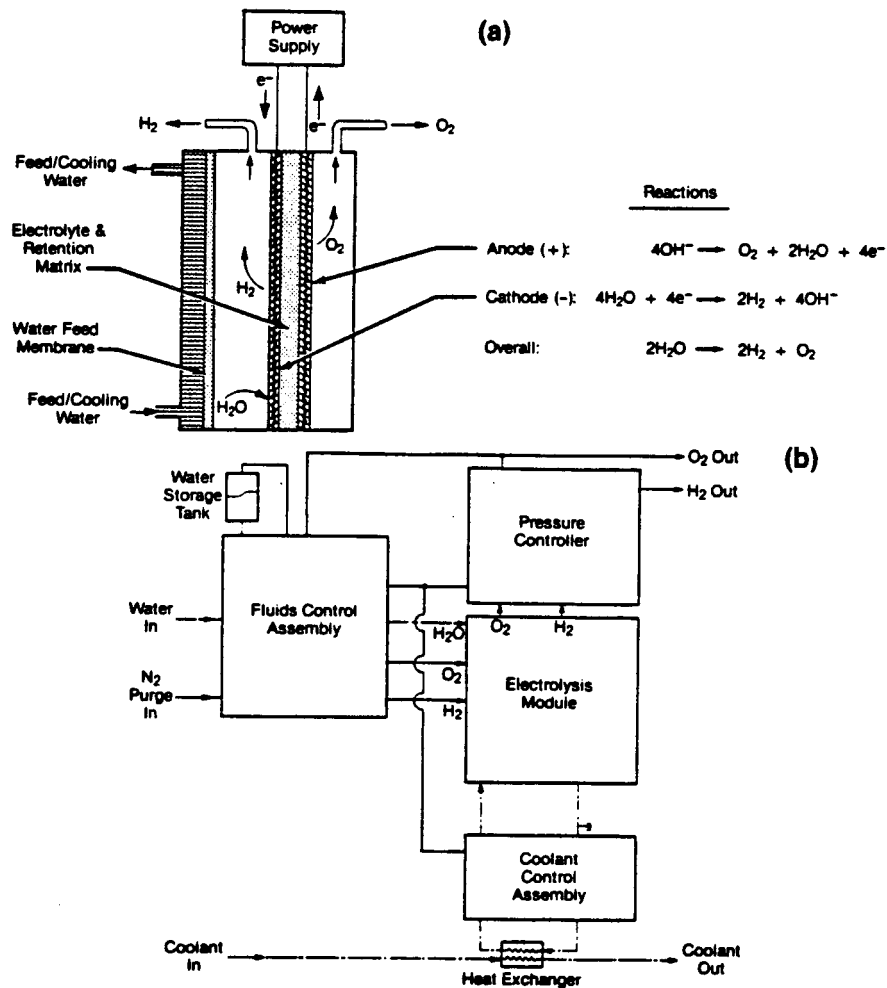 (a)
Power
Supply
e⁻
e⁻
H₂
O₂
Feed/Cooling
Water
Electrolyte &
Retention
Matrix
O₂
H₂
Water Feed
Membrane
H₂O
Feed/Cooling
Water
Reactions
Anode (+): 4OH⁻ → O₂ + 2H₂O + 4e⁻
Cathode (-): 4H₂O + 4e⁻ → 2H₂ + 4OH⁻
Overall: 2H₂O → 2H₂ + O₂
(b)
Water
Storage
Tank
O₂ Out
H₂ Out
Pressure
Controller
Water
In
Fluids Control
Assembly
H₂O
O₂
H₂
O₂
H₂
N₂
Purge
In
Electrolysis
Module
Coolant
Control
Assembly
Coolant
In
Heat Exchanger
Coolant
Out